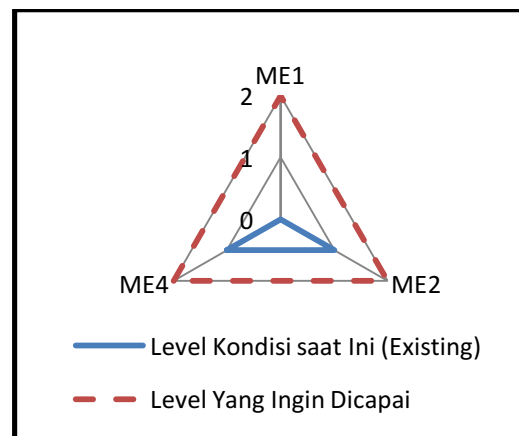 ME1
2
1
0
ME4
ME2
Level Kondisi saat Ini (Existing)
Level Yang Ingin Dicapai